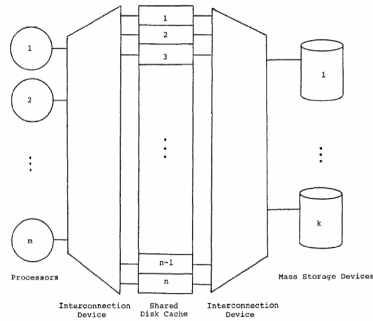 1
2
3
1
2
m
n-1
n
1
k
Processors
Mass Storage Devices
Interconnection Device
Shared Disk Cache
Interconnection Device